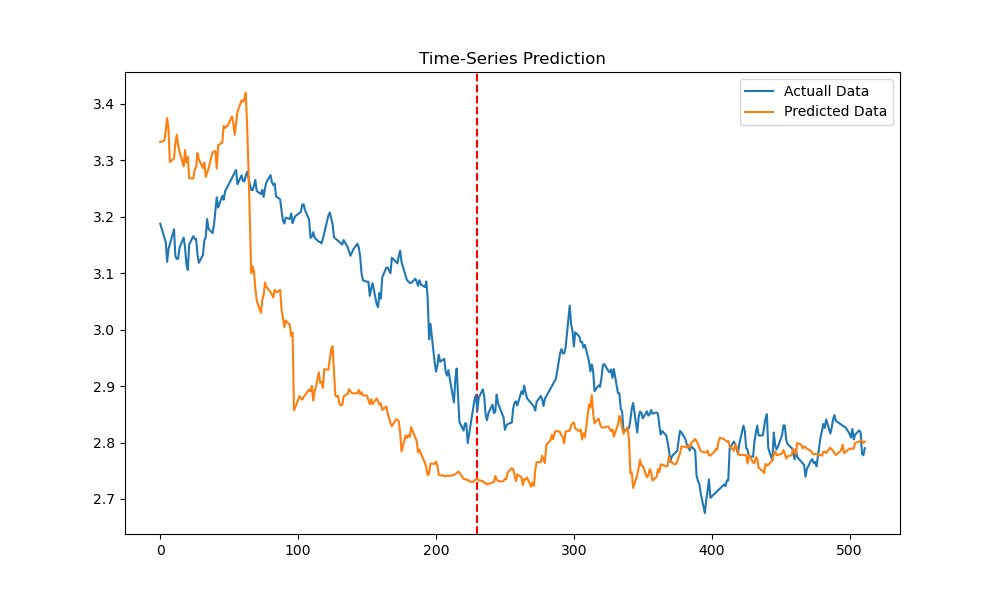 Time-Series Prediction
Actuall Data
Predicted Data
3.4
3.3
3.2
3.1
3.0
2.9
2.8
2.7
0 100 200 300 400 500